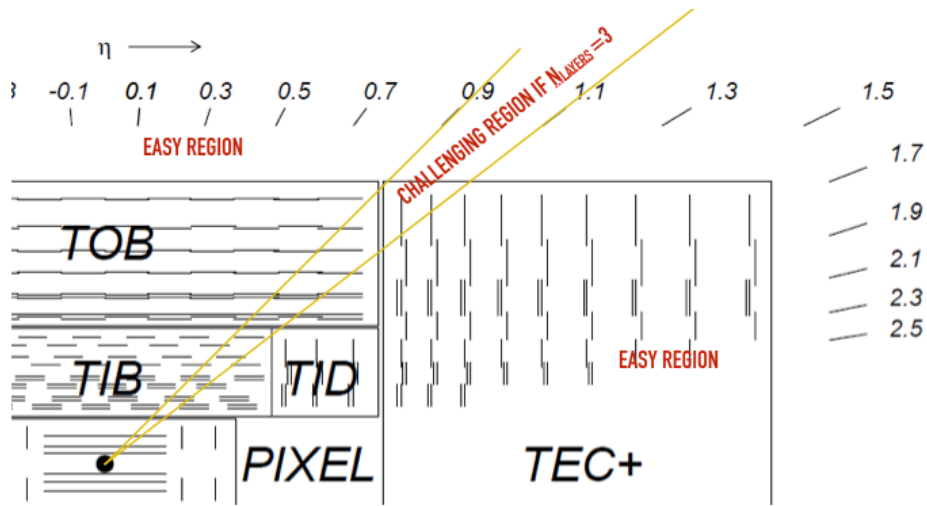 η
3 -0.1 0.1 0.3 0.5 0.7 0.9 1.1 1.3 1.5
CHALLENGING REGION IF NLAYERS =3
EASY REGION
1.7
1.9
TOB
2.1
2.3
2.5
EASY REGION
TIB TID
PIXEL TEC+